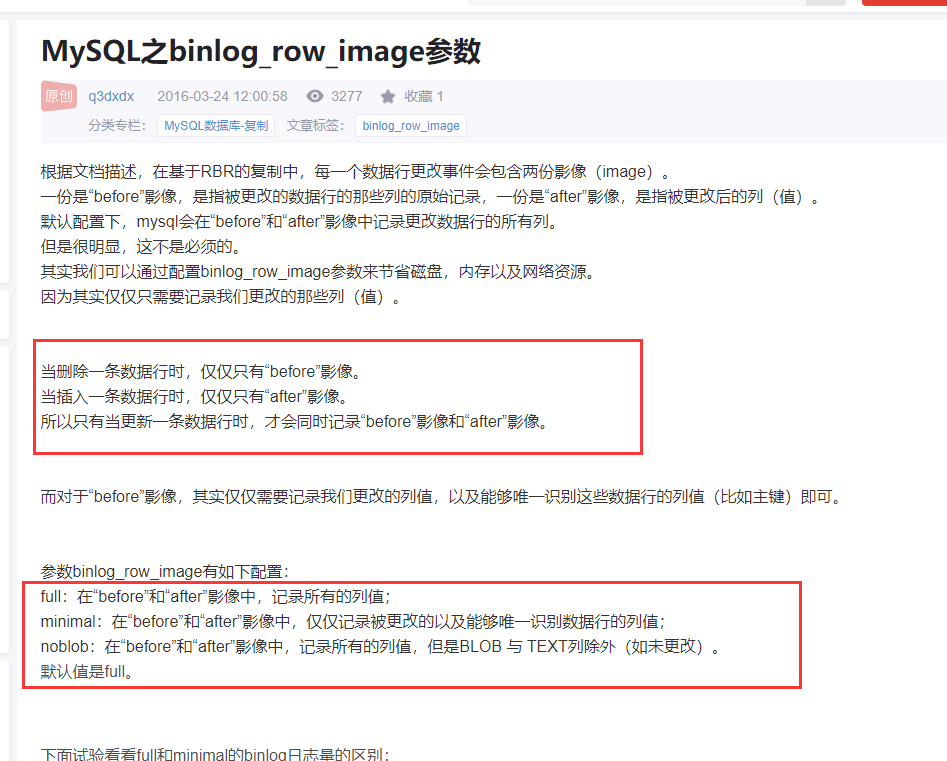 MySQL之binlog_row_image参数
原创 q3dxdx 2016-03-24 12:00:58 3277 收藏 1
分类专栏： MySQL数据库-复制 文章标签： binlog_row_image
根据文档描述，在基于RBR的复制中，每一个数据行更改事件会包含两份影像（image）。
一份是“before”影像，是指被更改的数据行的那些列的原始记录，一份是“after”影像，是指被更改后的列（值）。
默认配置下，mysql会在“before”和“after”影像中记录更改数据行的所有列。
但是很明显，这不是必须的。
其实我们可以通过配置binlog_row_image参数来节省磁盘，内存以及网络资源。
因为其实仅仅只需要记录我们更改的那些列（值）。
当删除一条数据行时，仅仅只有“before”影像。
当插入一条数据行时，仅仅只有“after”影像。
所以只有当更新一条数据行时，才会同时记录“before”影像和“after”影像。
而对于“before”影像，其实仅仅需要记录我们更改的列值，以及能够唯一识别这些数据行的列值（比如主键）即可。
参数binlog_row_image有如下配置：
full：在“before”和“after”影像中，记录所有的列值；
minimal：在“before”和“after”影像中，仅仅记录被更改的以及能够唯一识别数据行的列值；
noblob：在“before”和“after”影像中，记录所有的列值，但是BLOB 与 TEXT列除外（如未更改）。
默认值是full。
下面试验看看full和minimal的binlog日志量的区别：